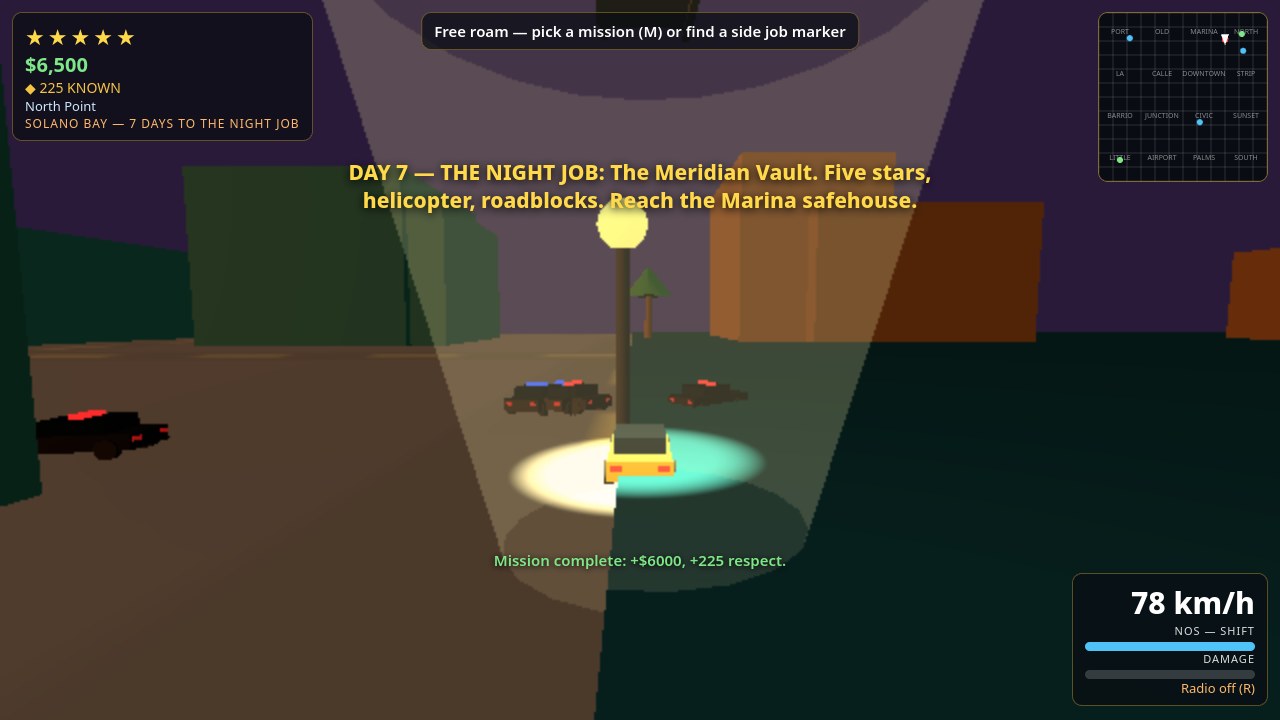 ★★★★★
$6,500
◆ 225 KNOWN
North Point
SOLANO BAY — 7 DAYS TO THE NIGHT JOB
Free roam — pick a mission (M) or find a side job marker
PORT OLD MARINA NORTH
LA CALLE DOWNTOWN STRIP
BARRIO JUNCTION CIVIC SUNSET
LITTLE AIRPORT PALMS SOUTH
DAY 7 — THE NIGHT JOB: The Meridian Vault. Five stars,
helicopter, roadblocks. Reach the Marina safehouse.
Mission complete: +$6000, +225 respect.
78 km/h
NOS — SHIFT
DAMAGE
Radio off (R)